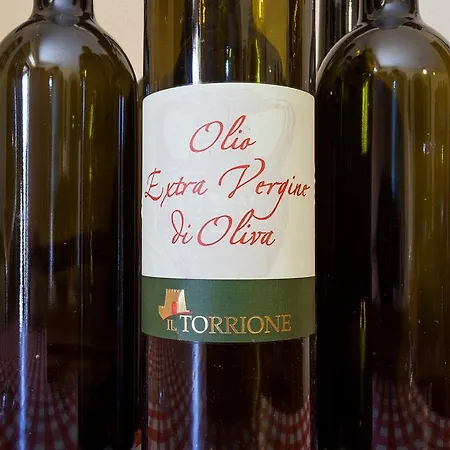 Olio
Extra Vergine
di Oliva
IL TORRIONE